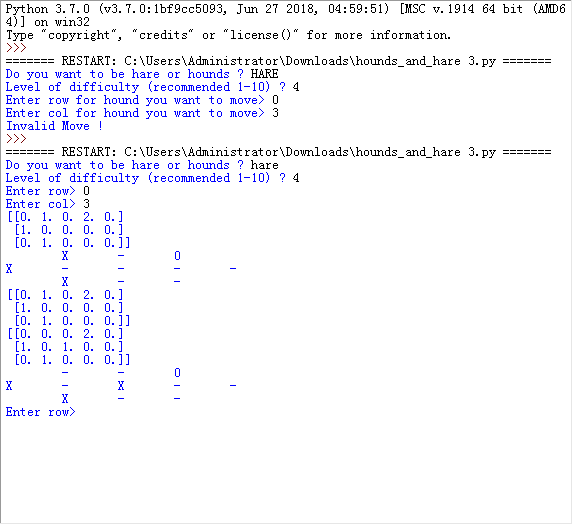 Python 3.7.0 (v3.7.0:1bf9cc5093, Jun 27 2018, 04:59:51) [MSC v.1914 64 bit (AMD6
4)] on win32
Type "copyright", "credits" or "license()" for more information.
>>>
======= RESTART: C:\Users\Administrator\Downloads\hounds_and_hare 3.py =======
Do you want to be hare or hounds ? HARE
Level of difficulty (recommended 1-10) ? 4
Enter row for hound you want to move> 0
Enter col for hound you want to move> 3
Invalid Move !
>>>
======= RESTART: C:\Users\Administrator\Downloads\hounds_and_hare 3.py =======
Do you want to be hare or hounds ? hare
Level of difficulty (recommended 1-10) ? 4
Enter row> 0
Enter col> 3
[[0. 1. 0. 2. 0.]
 [1. 0. 0. 0. 0.]
 [0. 1. 0. 0. 0.]]
        X       -       O
X       -       -       -       -
        X       -       -
[[0. 1. 0. 2. 0.]
 [1. 0. 0. 0. 0.]
 [0. 1. 0. 0. 0.]]
[[0. 0. 0. 2. 0.]
 [1. 0. 1. 0. 0.]
 [0. 1. 0. 0. 0.]]
        -       -       O
X       -       X       -       -
        X       -       -
Enter row>